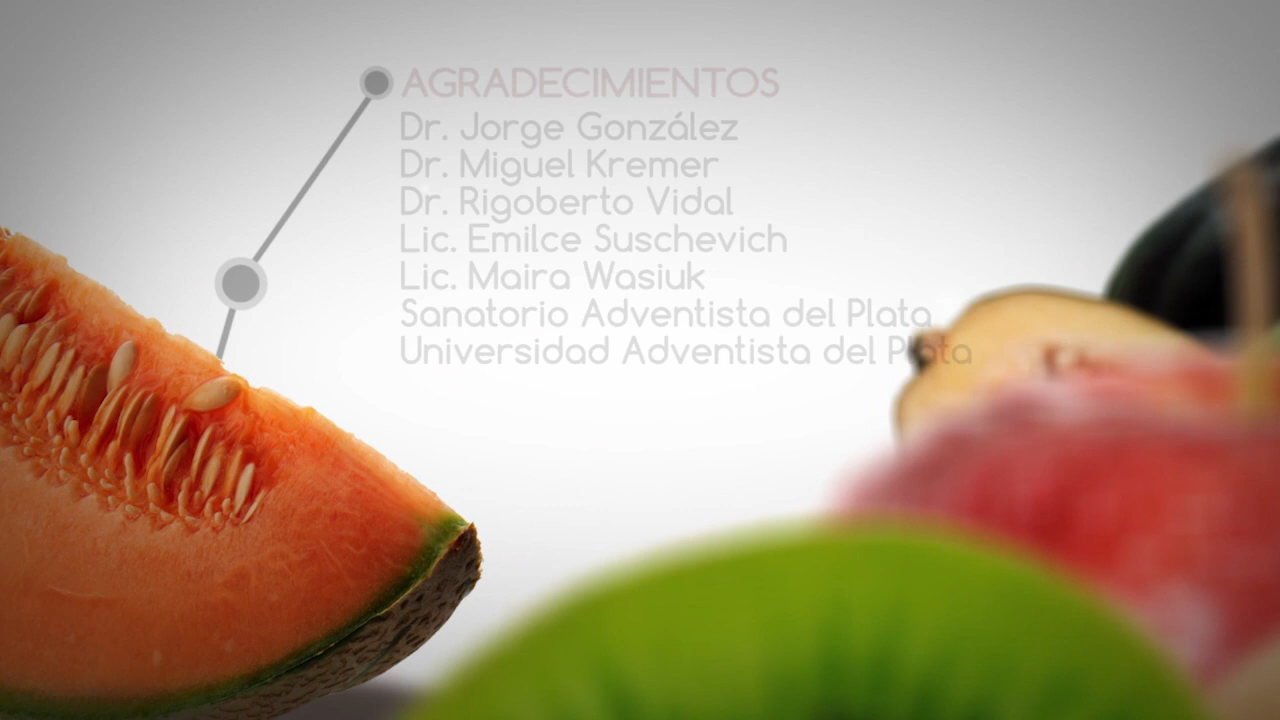 AGRADECIMIENTOS
Dr. Jorge González
Dr. Miguel Kremer
Dr. Rigoberto Vidal
Lic. Emilce Suschevich
Lic. Maira Wasiuk
Sanatorio Adventista del Plata
Universidad Adventista del Plata